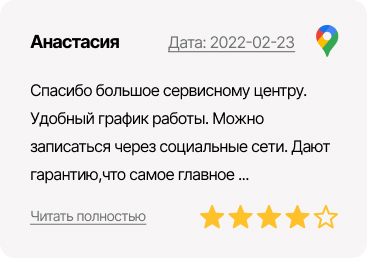 Анастасия Дата: 2022-02-23
Спасибо большое сервисному центру.
Удобный график работы. Можно
записаться через социальные сети. Дают
гарантию,что самое главное ...
Читать полностью